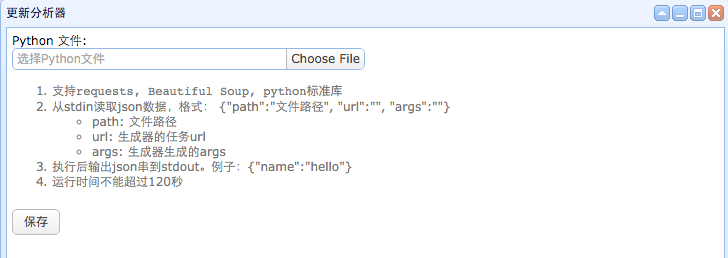 更新分析器
Python 文件:
选择Python文件 Choose File
1. 支持requests, Beautiful Soup, python标准库
2. 从stdin读取json数据，格式： {"path":"文件路径", "url":"", "args":""}
path: 文件路径
url: 生成器的任务url
args: 生成器生成的args
3. 执行后输出json串到stdout。例子：{"name":"hello"}
4. 运行时间不能超过120秒
保存